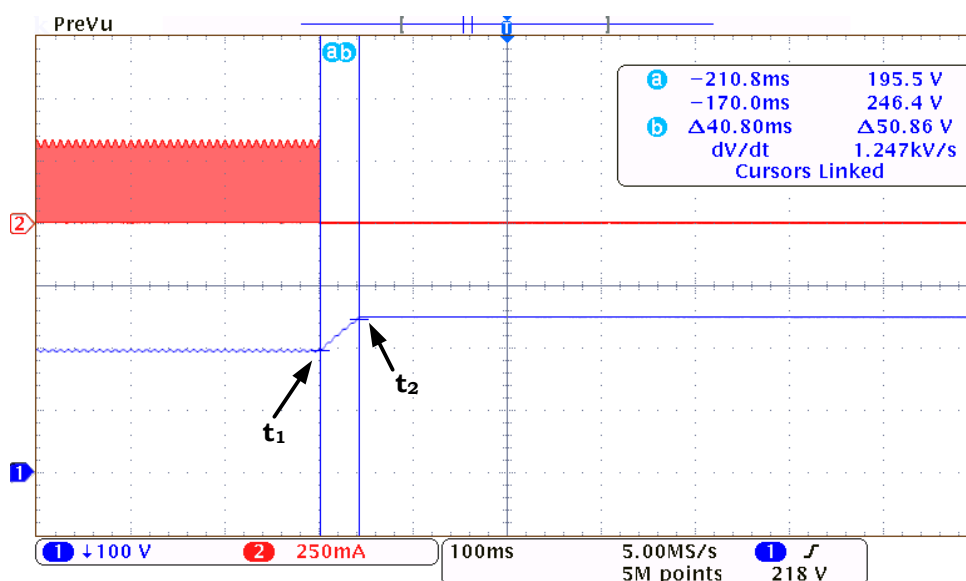 PreVu
T
a b
a −210.8ms 195.5 V
−170.0ms 246.4 V
b Δ40.80ms Δ50.86 V
dV/dt 1.247kV/s
Cursors Linked
2
t₁
t₂
1
1 ↓100 V 2 250mA 100ms 5.00MS/s 1
5M points 218 V